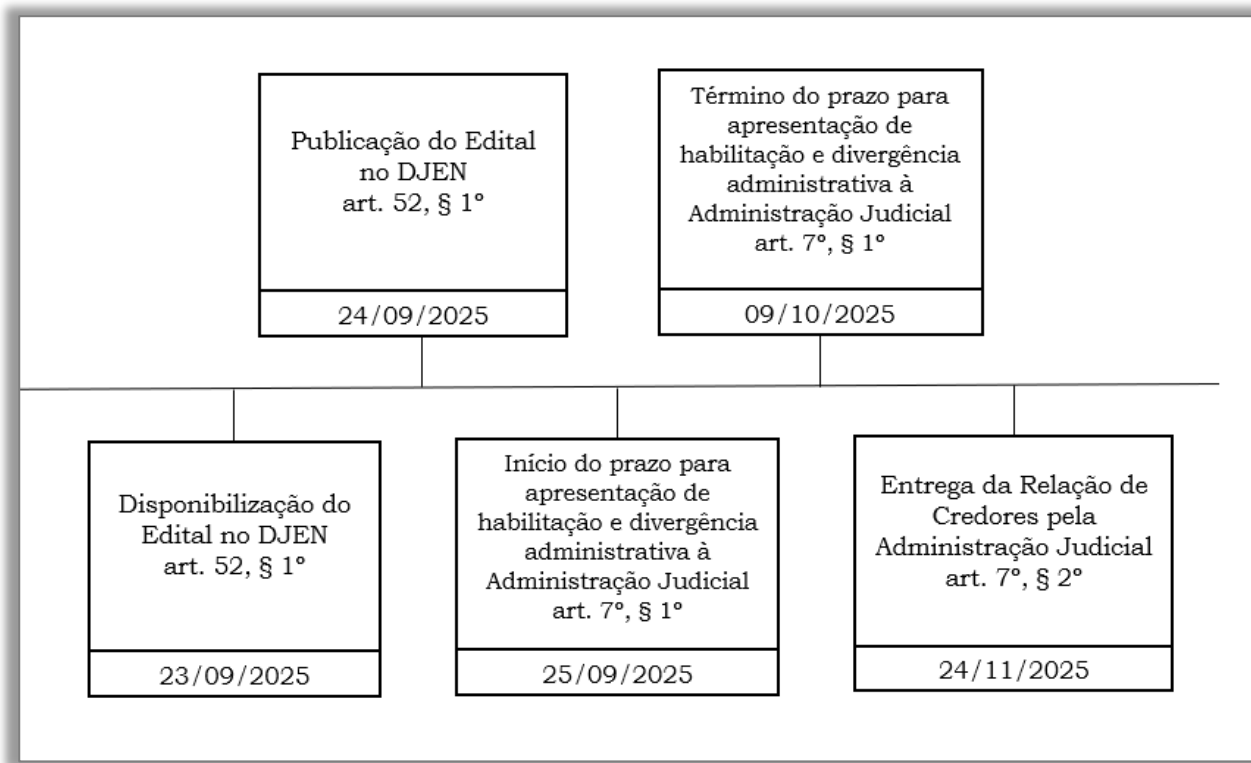 Publicação do Edital
no DJEN
art. 52, § 1º
24/09/2025
Término do prazo para
apresentação de
habilitação e divergência
administrativa à
Administração Judicial
art. 7º, § 1º
09/10/2025
Disponibilização do
Edital no DJEN
art. 52, § 1º
23/09/2025
Início do prazo para
apresentação de
habilitação e divergência
administrativa à
Administração Judicial
art. 7º, § 1º
25/09/2025
Entrega da Relação de
Credores pela
Administração Judicial
art. 7º, § 2º
24/11/2025